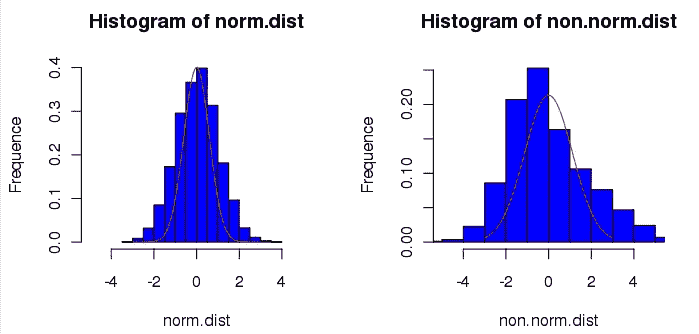 Histogram of norm.dist
Histogram of non.norm.dist
Frequence
0.0 0.1 0.2 0.3 0.4
-4 -2 0 2 4
norm.dist
Frequence
0.00 0.10 0.20
-4 -2 0 2 4
non.norm.dist